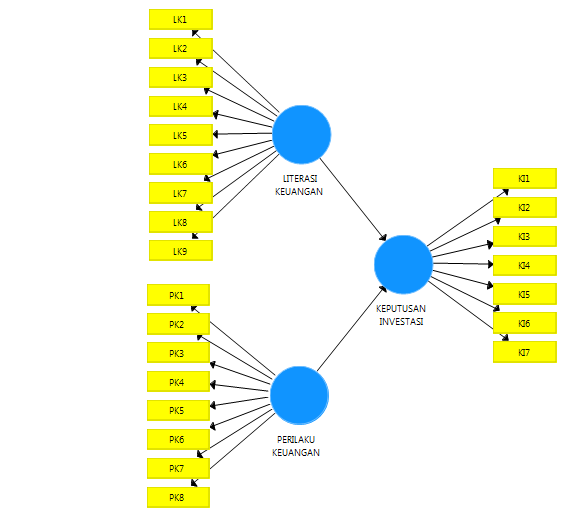 LK1
LK2
LK3
LK4
LK5
LK6
LK7
LK8
LK9
LITERASI
KEUANGAN
KI1
KI2
KI3
KI4
KI5
KI6
KI7
KEPUTUSAN
INVESTASI
PK1
PK2
PK3
PK4
PK5
PK6
PK7
PK8
PERILAKU
KEUANGAN